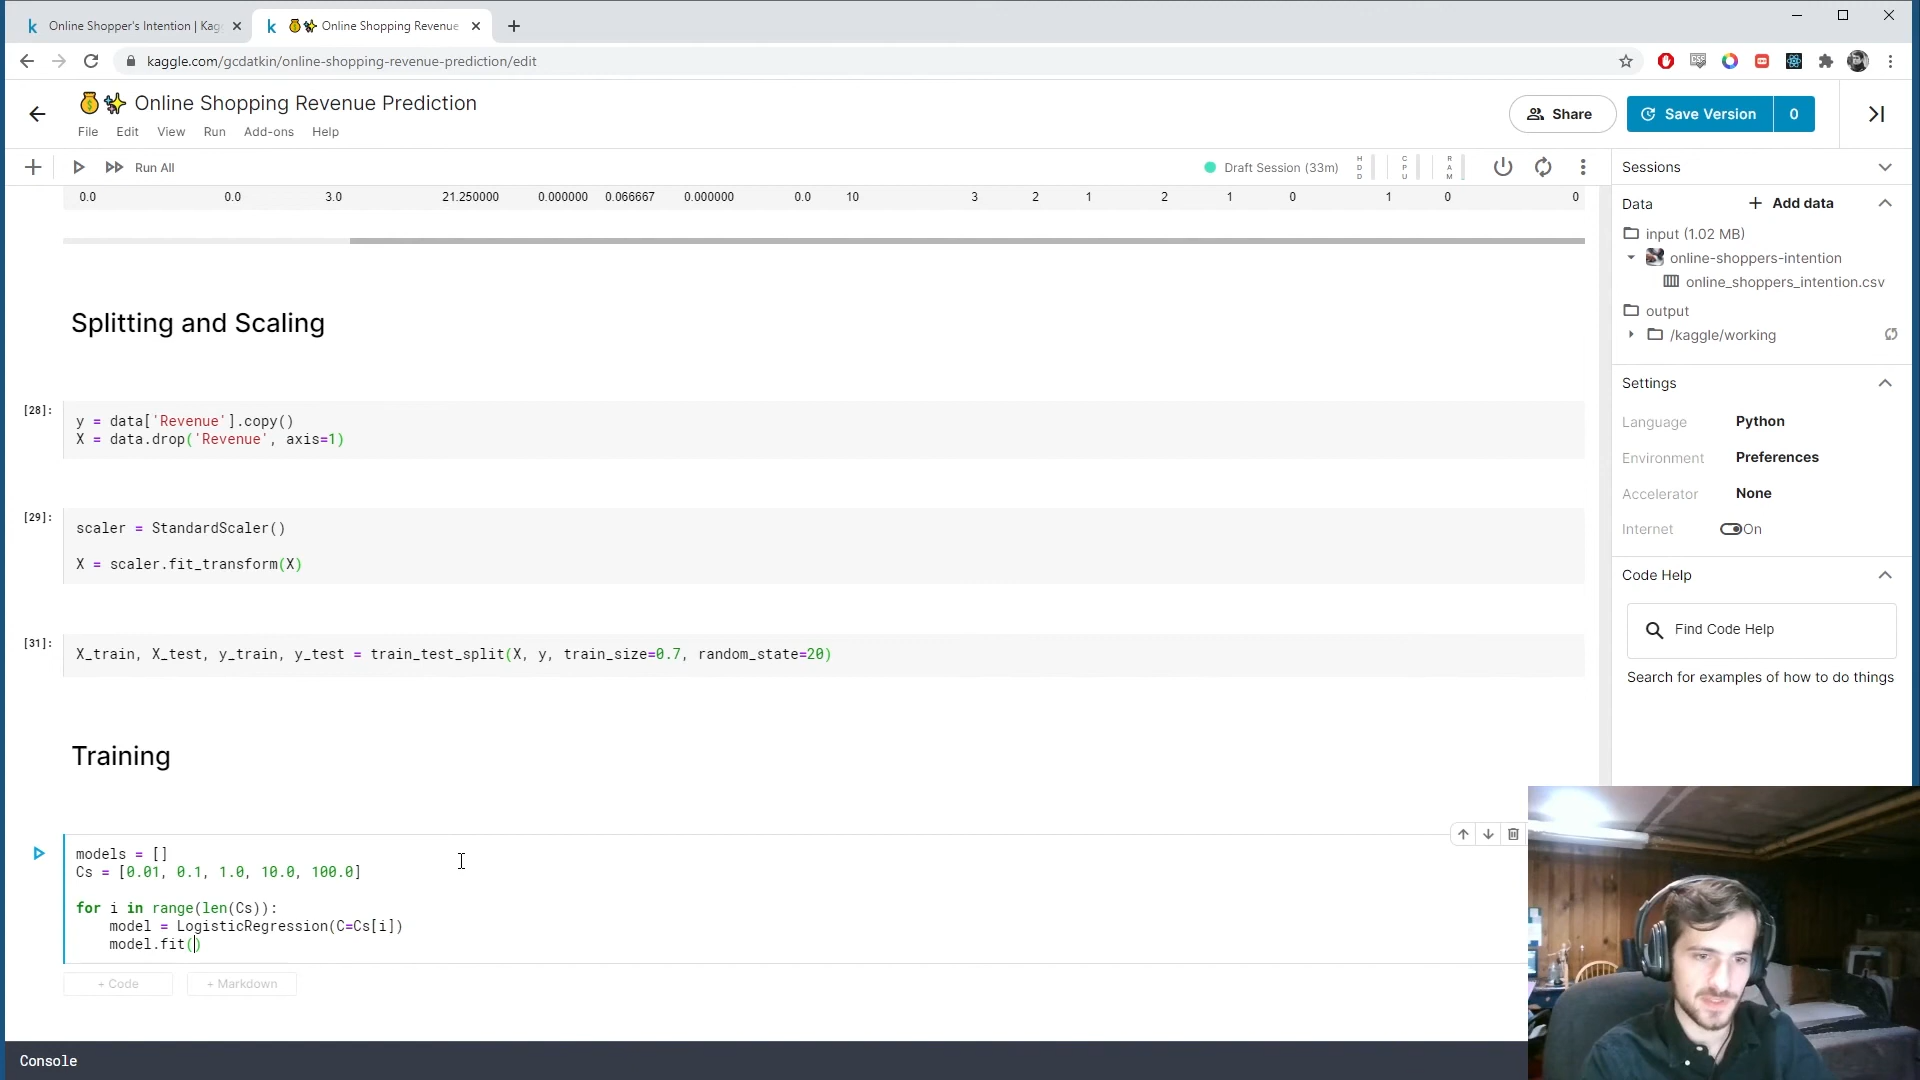 Online Shopper's Intention | Kag
Online Shopping Revenue
kaggle.com/gcdatkin/online-shopping-revenue-prediction/edit
Online Shopping Revenue Prediction
File Edit View Run Add-ons Help
Share
Save Version 0
Run All
Draft Session (33m)
HDD
CPU
RAM
0.0 0.0 3.0 21.250000 0.000000 0.066667 0.000000 0.0 10 3 2 1 2 1 0 1 0 0
Splitting and Scaling
[28]:
y = data['Revenue'].copy()
X = data.drop('Revenue', axis=1)
[29]:
scaler = StandardScaler()
X = scaler.fit_transform(X)
[31]:
X_train, X_test, y_train, y_test = train_test_split(X, y, train_size=0.7, random_state=20)
Training
models = []
Cs = [0.01, 0.1, 1.0, 10.0, 100.0]
for i in range(len(Cs)):
    model = LogisticRegression(C=Cs[i])
    model.fit()
+ Code + Markdown
Console
Sessions
Data + Add data
input (1.02 MB)
online-shoppers-intention
online_shoppers_intention.csv
output
/kaggle/working
Settings
Language Python
Environment Preferences
Accelerator None
Internet On
Code Help
Find Code Help
Search for examples of how to do things